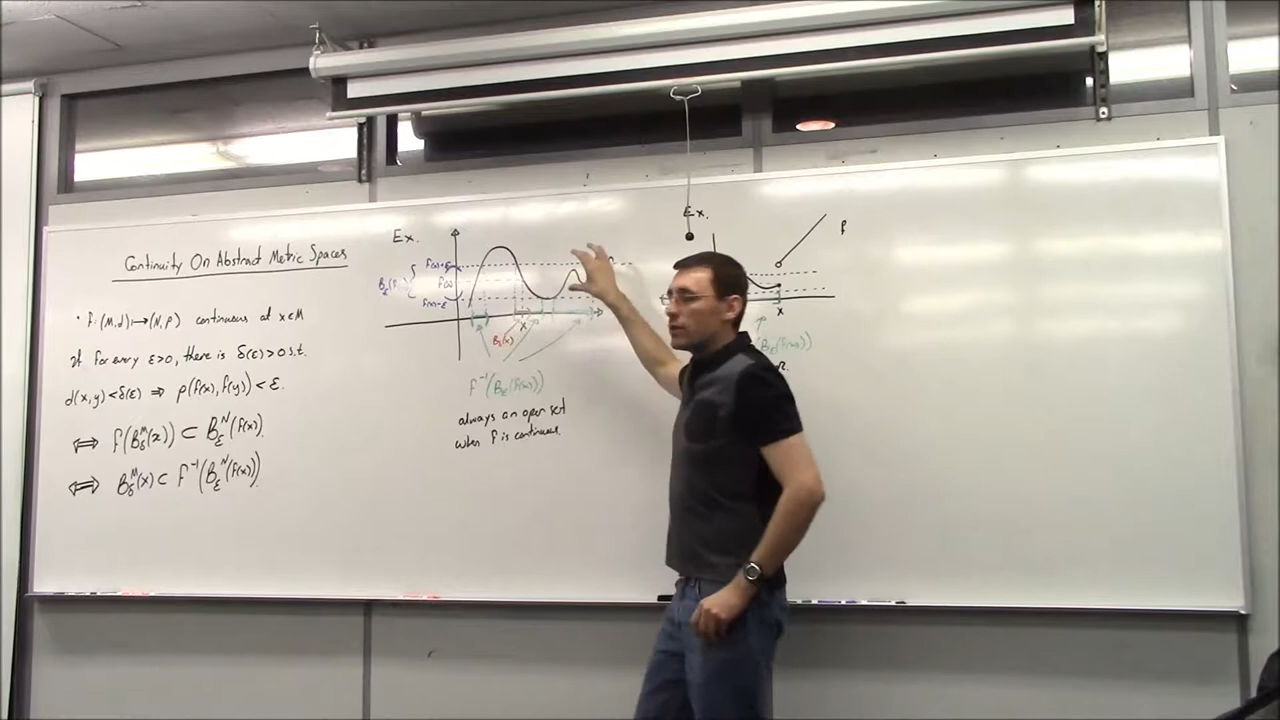 Continuity On Abstract Metric Spaces
• f: (M,d) ↦ (N,ρ) continuous at x∈M
if for every ε>0, there is δ(ε)>0 s.t.
d(x,y)<δ(ε) ⇒ ρ(f(x), f(y)) < ε.
⇔ f(B_δ^M(x)) ⊂ B_ε^N(f(x)).
⇔ B_δ^M(x) ⊂ f^{-1}(B_ε^N(f(x))).
Ex.
f(x)+ε
f(x)
f(x)-ε
B_δ(x)
x
f^{-1}(B_ε(f(x)))
always an open set
when f is continuous.
Ex.
f
x
(B_ε(f(x)))